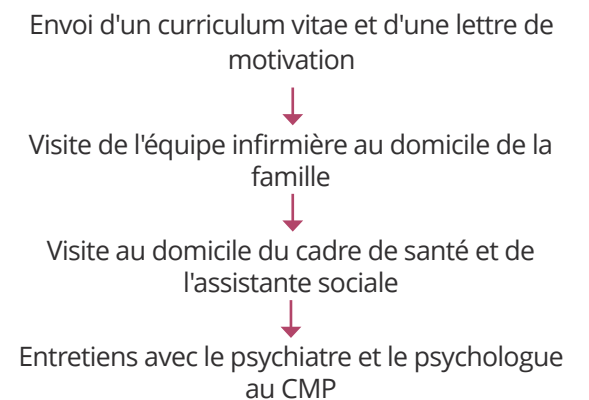 Envoi d'un curriculum vitae et d'une lettre de
motivation
Visite de l'équipe infirmière au domicile de la
famille
Visite au domicile du cadre de santé et de
l'assistante sociale
Entretiens avec le psychiatre et le psychologue
au CMP